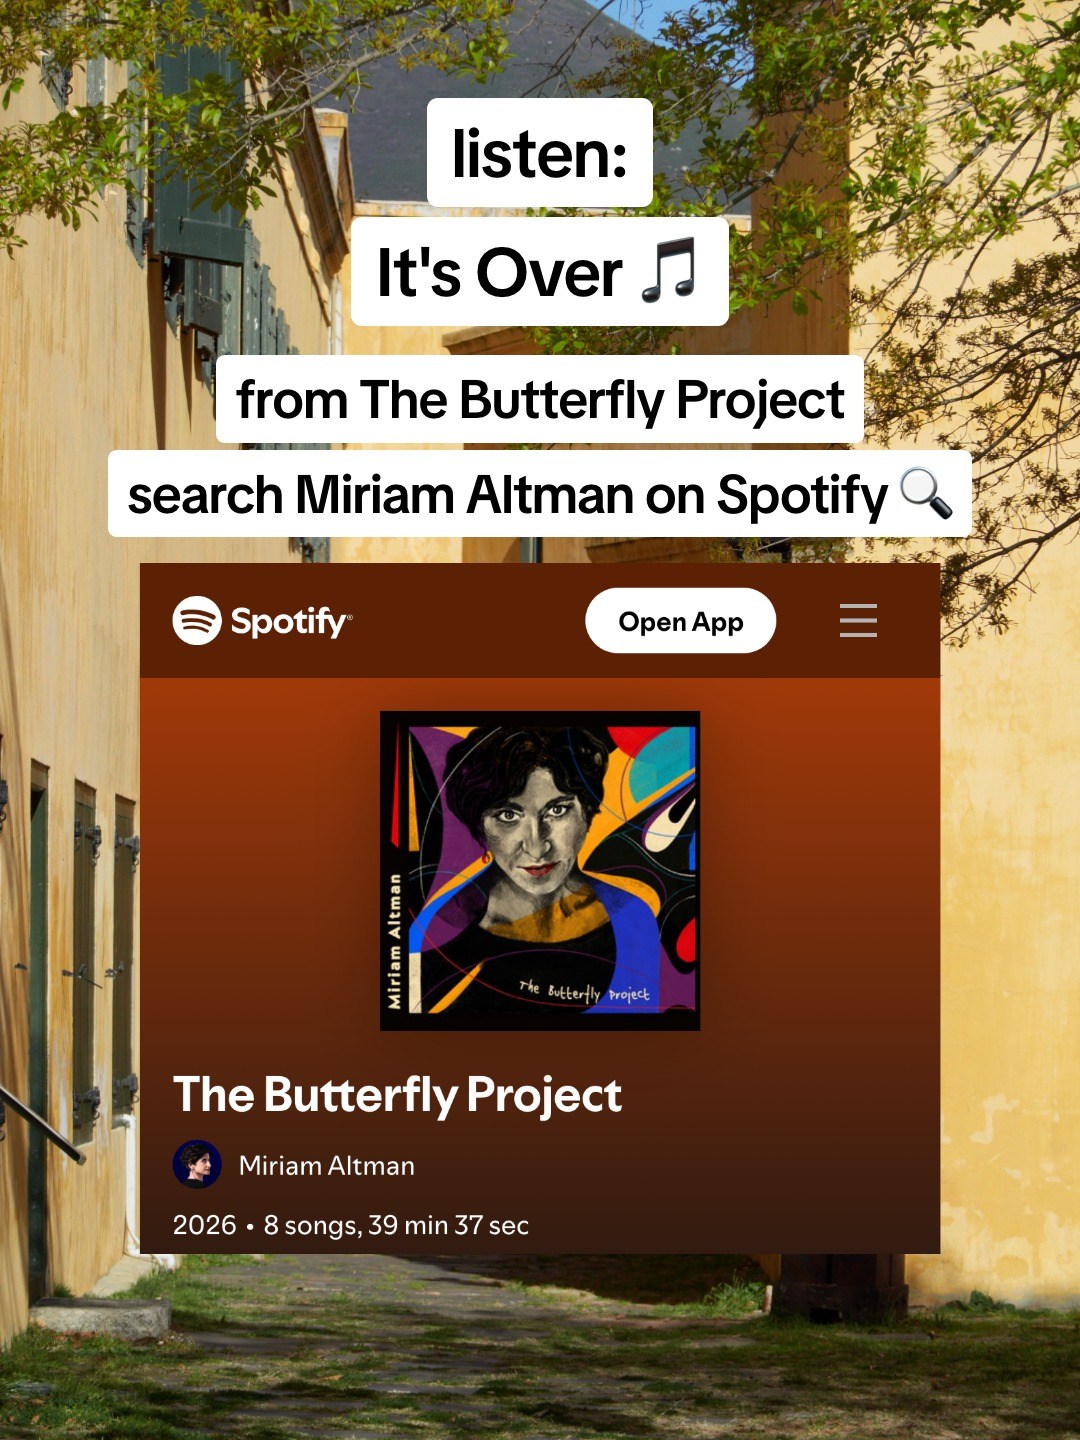 listen:
It's Over 🎵
from The Butterfly Project
search Miriam Altman on Spotify 🔍
Spotify®
Open App
Miriam Altman
The Butterfly Project
The Butterfly Project
Miriam Altman
2026 • 8 songs, 39 min 37 sec